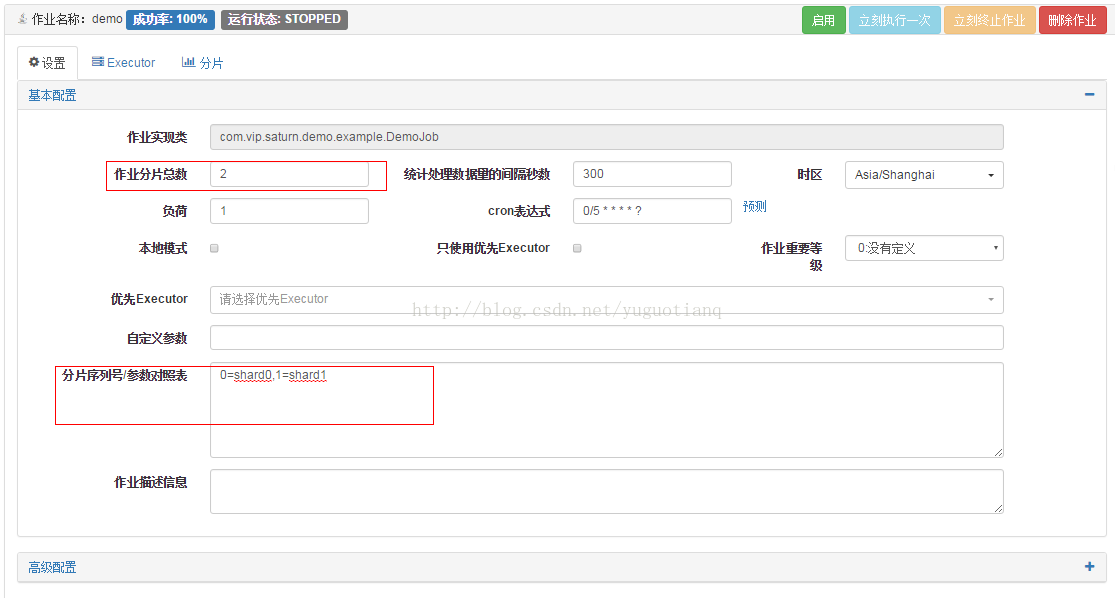 作业名称：demo 成功率: 100% 运行状态: STOPPED 启用 立刻执行一次 立刻终止作业 删除作业
设置 Executor 分片
基本配置
作业实现类 com.vip.saturn.demo.example.DemoJob
作业分片总数 2 统计处理数据量的间隔秒数 300 时区 Asia/Shanghai
负荷 1 cron表达式 0/5 * * * * ? 预测
本地模式 只使用优先Executor 作业重要等级 0:没有定义
优先Executor 请选择优先Executor
http://blog.csdn.net/yuguotianq
自定义参数
分片序列号/参数对照表 0=shard0,1=shard1
作业描述信息
高级配置